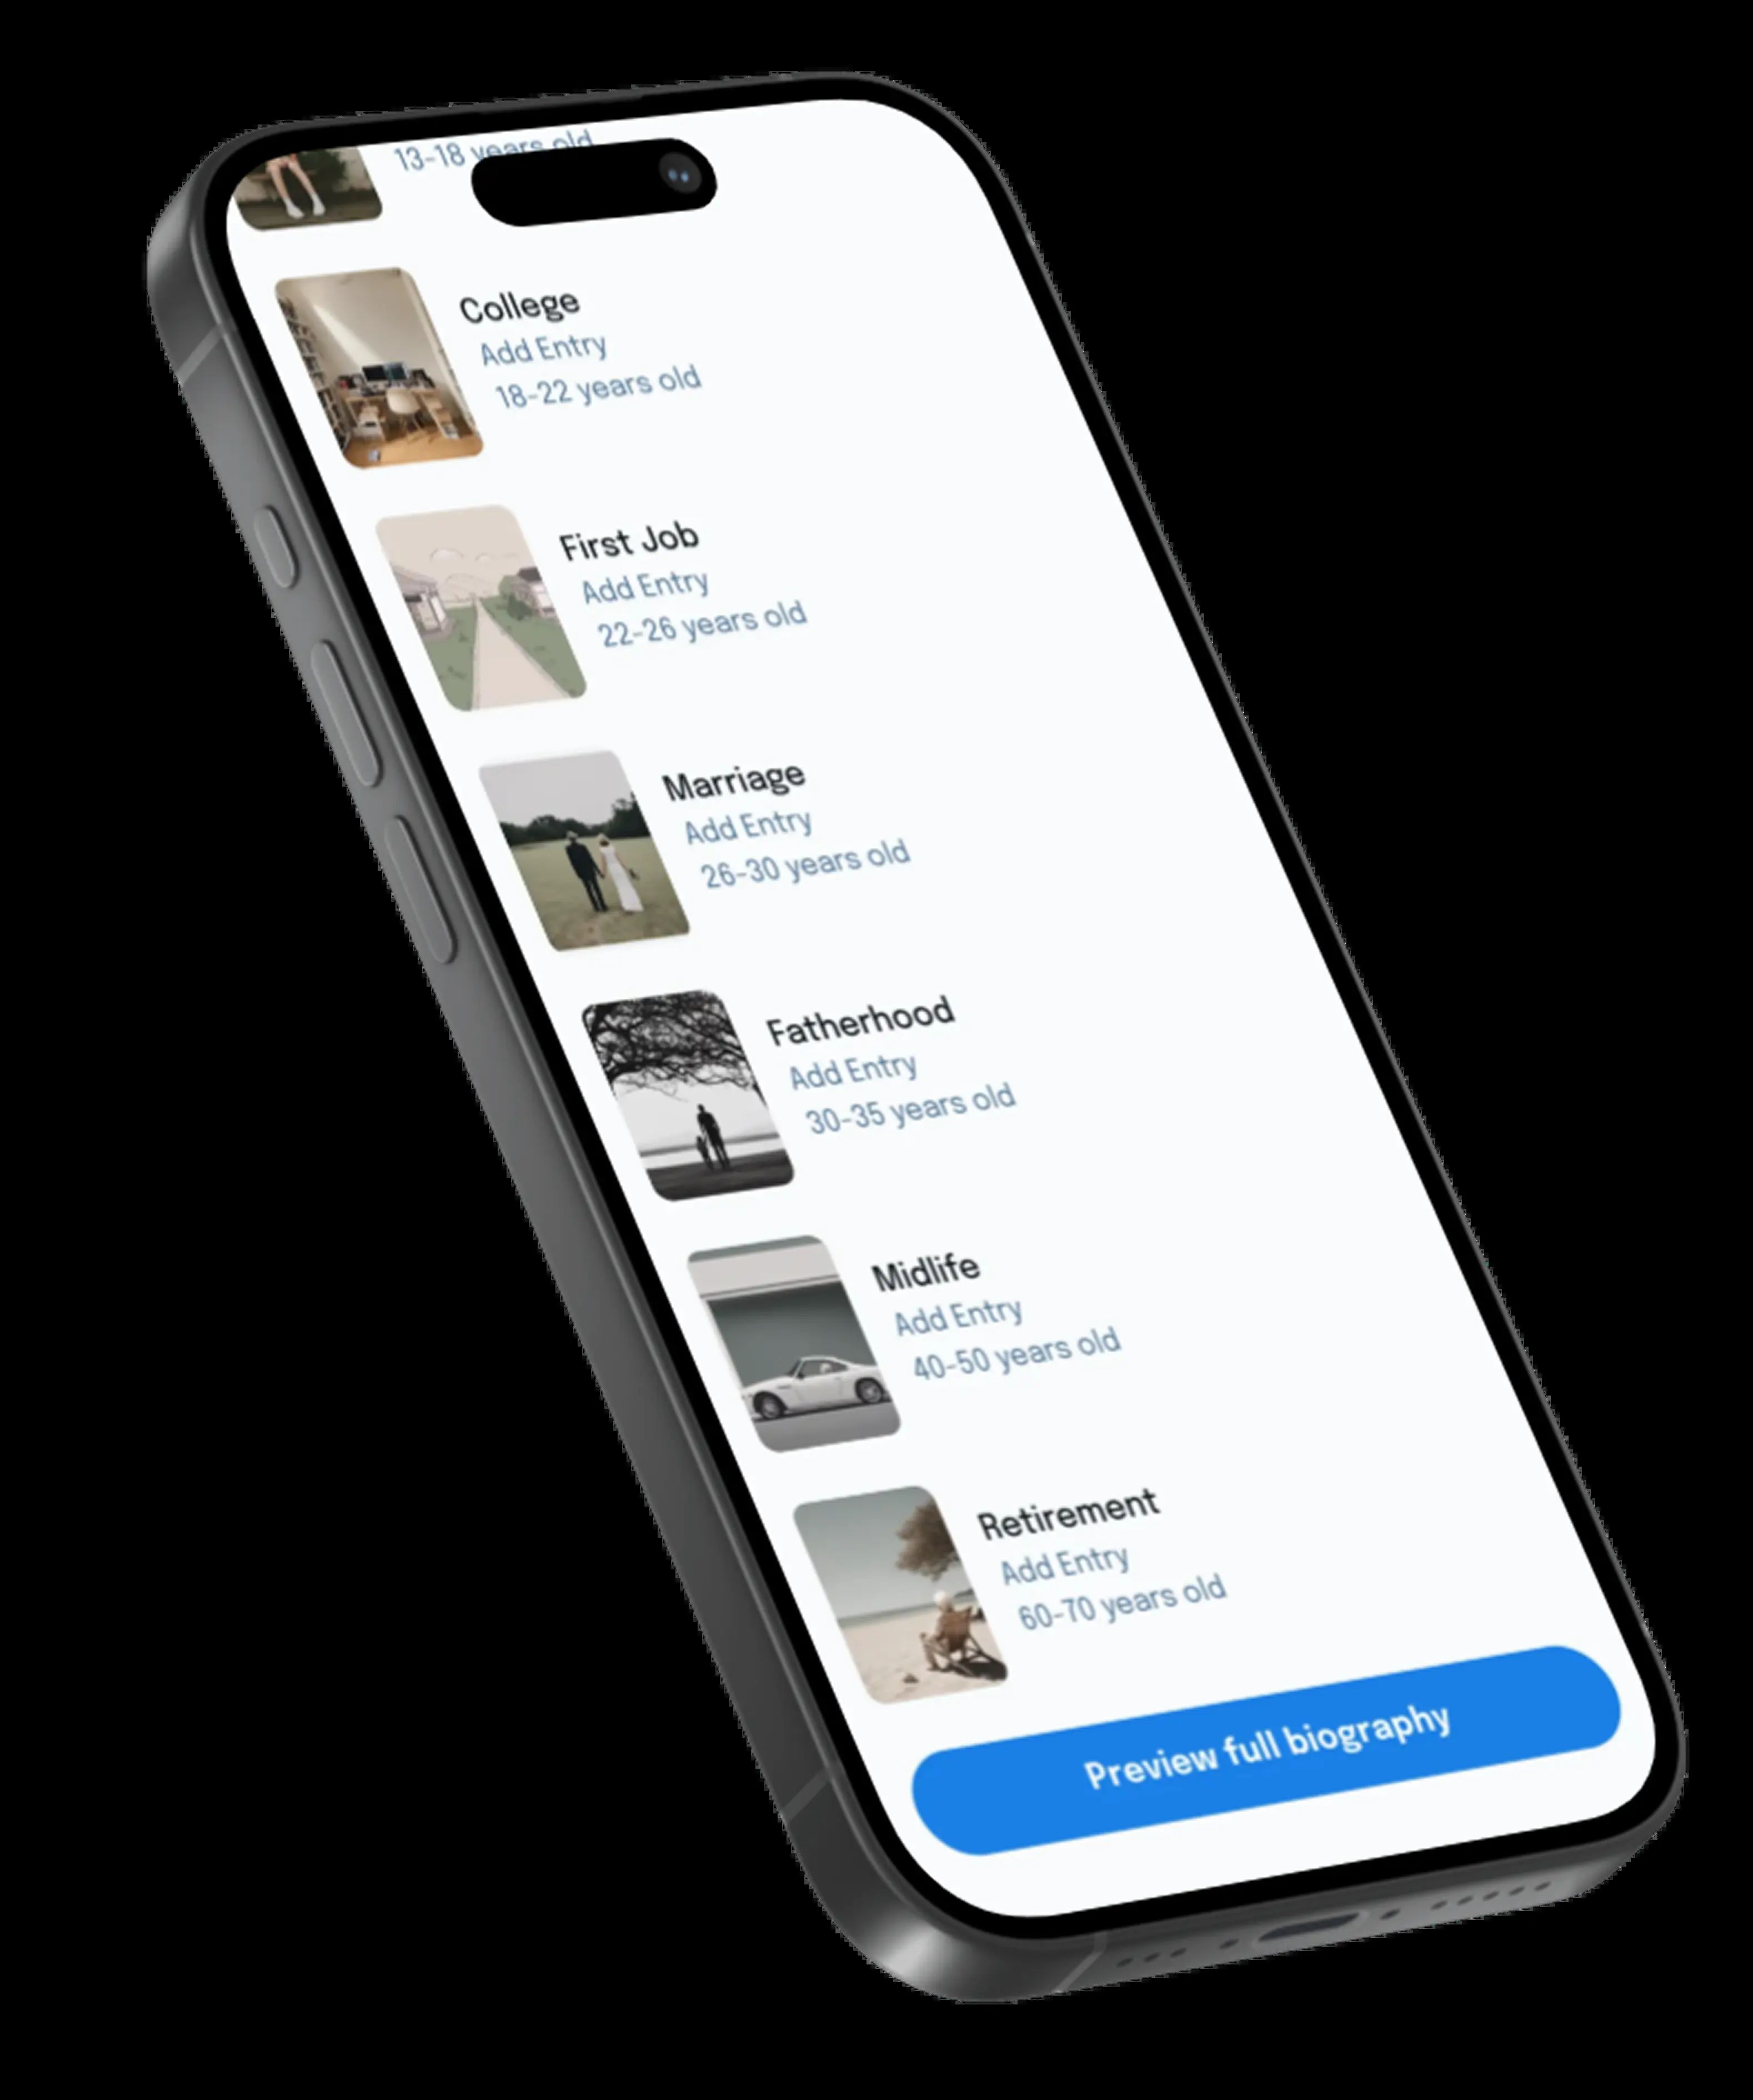 13-18 years old
College
Add Entry
18-22 years old
First Job
Add Entry
22-26 years old
Marriage
Add Entry
26-30 years old
Fatherhood
Add Entry
30-35 years old
Midlife
Add Entry
40-50 years old
Retirement
Add Entry
60-70 years old
Preview full biography